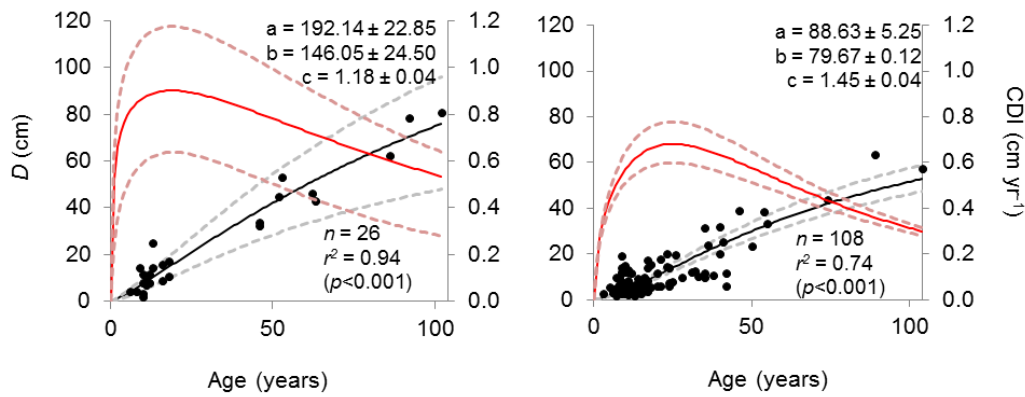 120
100
80
60
40
20
0
D (cm)
1.2
1.0
0.8
0.6
0.4
0.2
0.0
a = 192.14 ± 22.85
b = 146.05 ± 24.50
c = 1.18 ± 0.04
n = 26
r² = 0.94
(p<0.001)
0 50 100
Age (years)
120
100
80
60
40
20
0
1.2
1.0
0.8
0.6
0.4
0.2
0.0
CDI (cm yr⁻¹)
a = 88.63 ± 5.25
b = 79.67 ± 0.12
c = 1.45 ± 0.04
n = 108
r² = 0.74
(p<0.001)
0 50 100
Age (years)